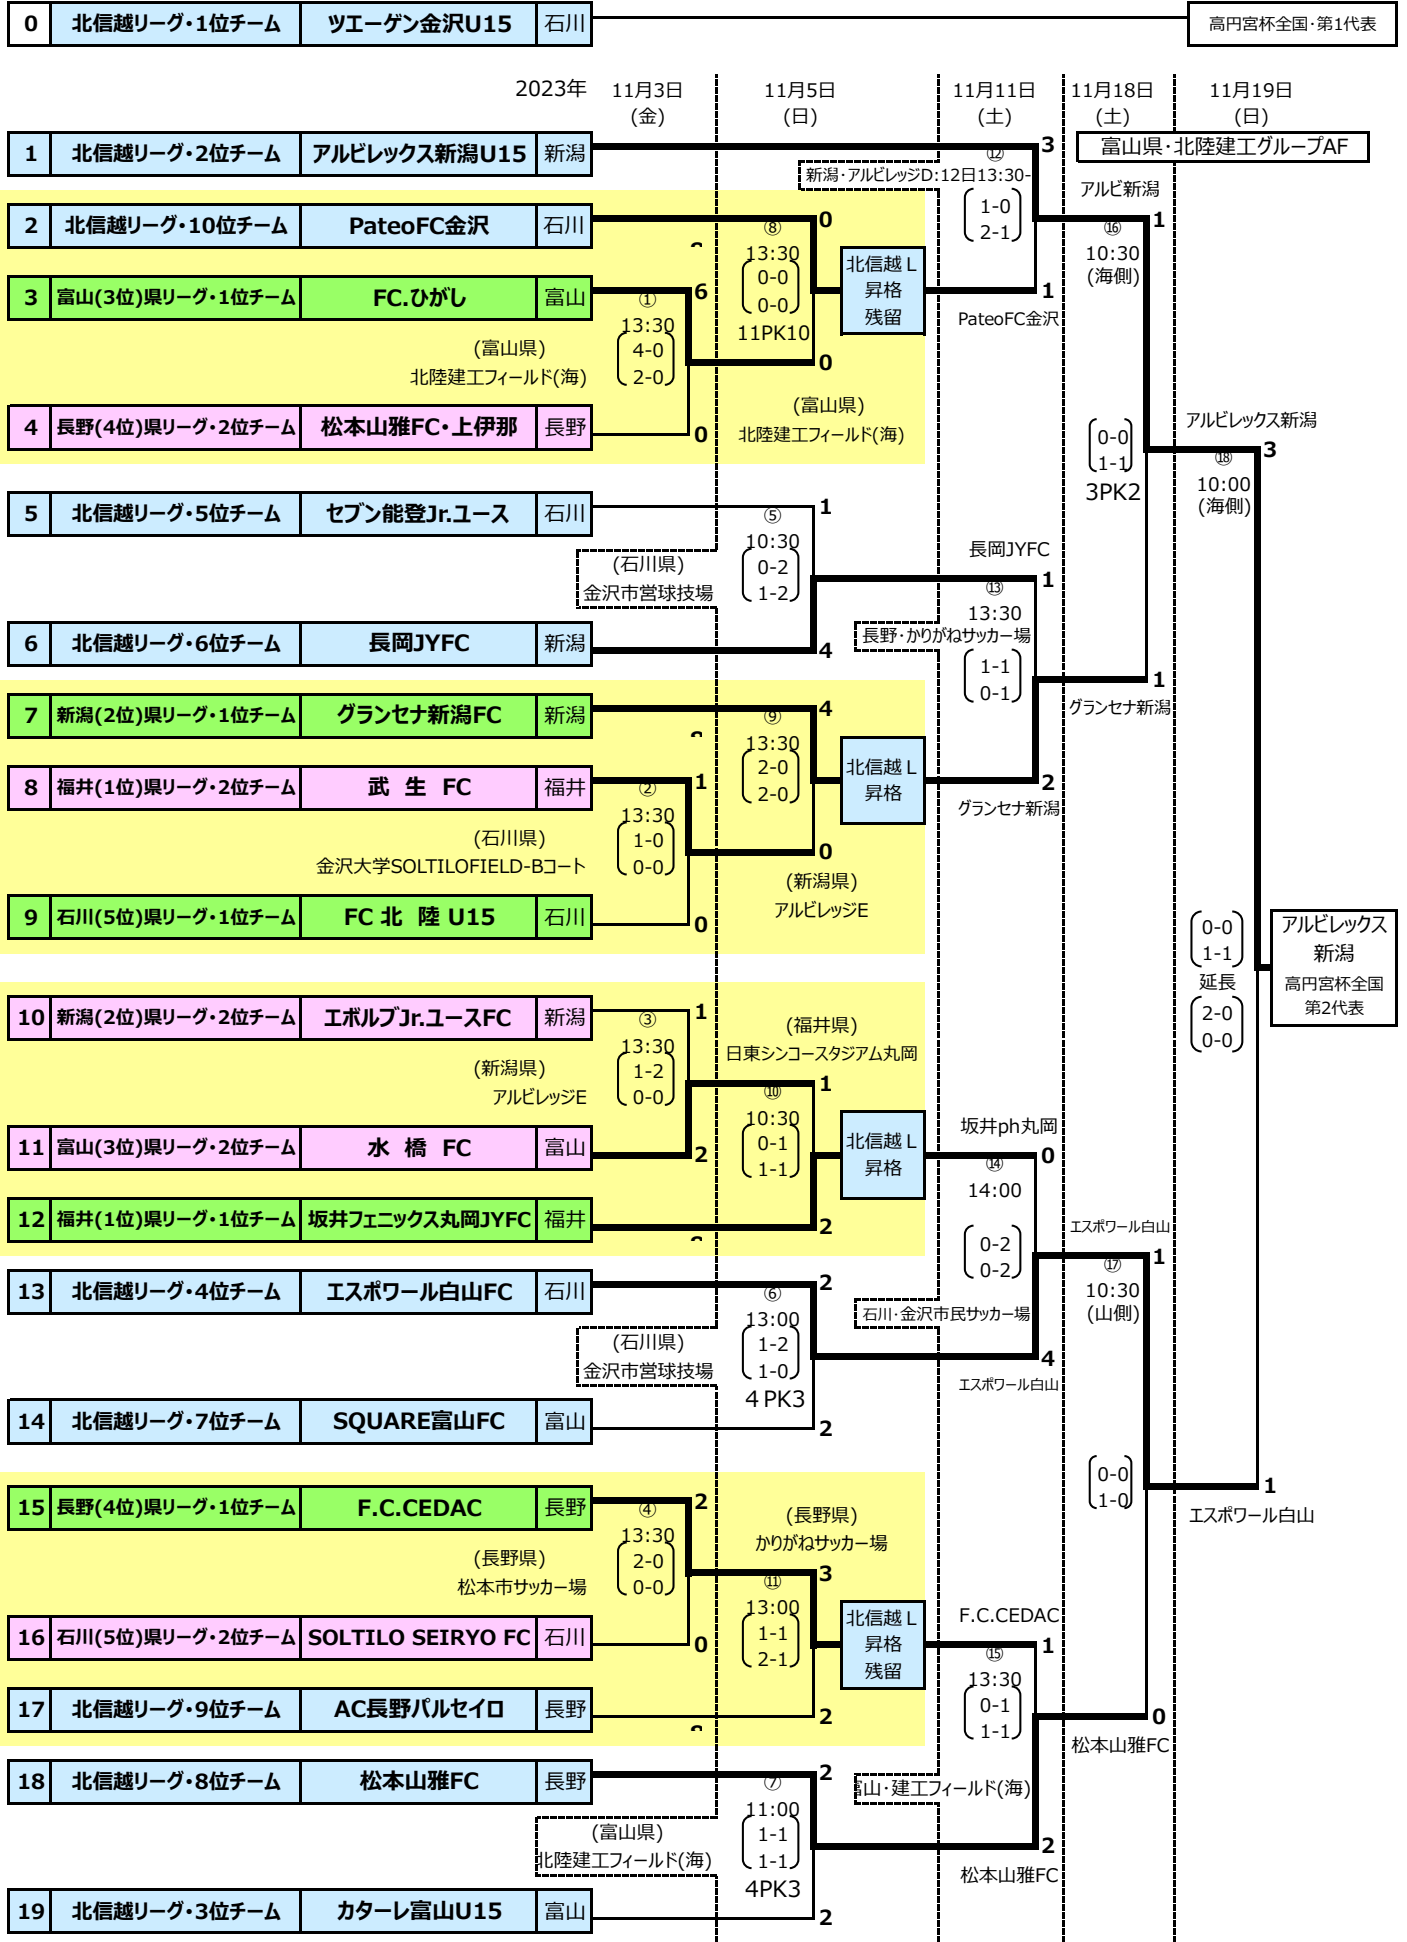 0 北信越リーグ・1位チーム ツエーゲン金沢U15 石川 高円宮杯全国・第1代表
2023年 11月3日 11月5日 11月11日 11月18日 11月19日
(金) (日) (土) (土) (日)
1 北信越リーグ・2位チーム アルビレックス新潟U15 新潟 3 富山県・北陸建工グループAF
⑫
新潟・アルビレッジD:12日13:30-
アルビ新潟
1-0
2-1
2 北信越リーグ・10位チーム PateoFC金沢 石川 0 1
⑧ ⑯
13:30 10:30
(海側)
0-0
0-0
11PK10
北信越Ｌ
昇格
残留
3 富山(3位)県リーグ・1位チーム FC.ひがし 富山 6 1
①
13:30
PateoFC金沢
4-0
2-0
(富山県)
北陸建工フィールド(海)
0
(富山県)
北陸建工フィールド(海)
4 長野(4位)県リーグ・2位チーム 松本山雅FC・上伊那 長野 0
0-0
1-1
3PK2
アルビレックス新潟
3
⑱
10:00
(海側)
5 北信越リーグ・5位チーム セブン能登Jr.ユース 石川 1
⑤
10:30
0-2
1-2
(石川県)
金沢市営球技場
長岡JYFC
1
⑬
13:30
長野・かりがねサッカー場
1-1
0-1
6 北信越リーグ・6位チーム 長岡JYFC 新潟 4
1
グランセナ新潟
7 新潟(2位)県リーグ・1位チーム グランセナ新潟FC 新潟 4
⑨
13:30
2-0
2-0
北信越Ｌ
昇格
8 福井(1位)県リーグ・2位チーム 武 生 FC 福井 1 2
②
13:30
グランセナ新潟
1-0
0-0
(石川県)
金沢大学SOLTILOFIELD-Bコート
0
(新潟県)
アルビレッジE
9 石川(5位)県リーグ・1位チーム FC 北 陸 U15 石川 0
0-0
1-1
延長
2-0
0-0
アルビレックス
新潟
高円宮杯全国
第2代表
10 新潟(2位)県リーグ・2位チーム エボルブJr.ユースFC 新潟 1
③
13:30
1-2
0-0
(新潟県)
アルビレッジE
(福井県)
日東シンコースタジアム丸岡
1
⑩
10:30
0-1
1-1
11 富山(3位)県リーグ・2位チーム 水 橋 FC 富山 2
北信越Ｌ
昇格
坂井ph丸岡
0
⑭
14:00
12 福井(1位)県リーグ・1位チーム 坂井フェニックス丸岡JYFC 福井 2
0-2
0-2
エスポワール白山
1
⑰
10:30
(山側)
13 北信越リーグ・4位チーム エスポワール白山FC 石川 2
⑥
13:00
1-2
1-0
4 PK3
(石川県)
金沢市営球技場
石川・金沢市民サッカー場
4
エスポワール白山
14 北信越リーグ・7位チーム SQUARE富山FC 富山 2
0-0
1-0
1
エスポワール白山
15 長野(4位)県リーグ・1位チーム F.C.CEDAC 長野 2
④
13:30
2-0
0-0
(長野県)
松本市サッカー場
(長野県)
かりがねサッカー場
3
⑪
13:00
1-1
2-1
16 石川(5位)県リーグ・2位チーム SOLTILO SEIRYO FC 石川 0
北信越Ｌ
昇格
残留
F.C.CEDAC
1
⑮
13:30
0-1
1-1
17 北信越リーグ・9位チーム AC長野パルセイロ 長野 2
0
松本山雅FC
18 北信越リーグ・8位チーム 松本山雅FC 長野 2
⑦
11:00
1-1
1-1
4PK3
(富山県)
北陸建工フィールド(海)
富山・建工フィールド(海)
2
松本山雅FC
19 北信越リーグ・3位チーム カターレ富山U15 富山 2